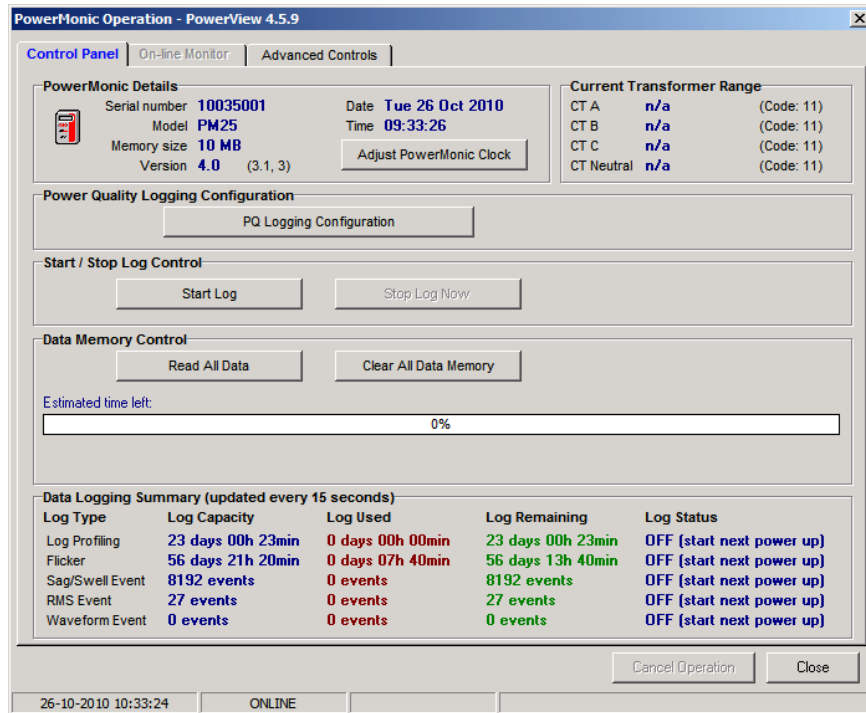 PowerMonic Operation - PowerView 4.5.9
Control Panel On-line Monitor Advanced Controls
PowerMonic Details
Serial number 10035001 Date Tue 26 Oct 2010
Model PM25 Time 09:33:26
Memory size 10 MB Adjust PowerMonic Clock
Version 4.0 (3.1, 3)
Current Transformer Range
CT A n/a (Code: 11)
CT B n/a (Code: 11)
CT C n/a (Code: 11)
CT Neutral n/a (Code: 11)
Power Quality Logging Configuration
PQ Logging Configuration
Start / Stop Log Control
Start Log Stop Log Now
Data Memory Control
Read All Data Clear All Data Memory
Estimated time left:
0%
Data Logging Summary (updated every 15 seconds)
Log Type Log Capacity Log Used Log Remaining Log Status
Log Profiling 23 days 00h 23min 0 days 00h 00min 23 days 00h 23min OFF (start next power up)
Flicker 56 days 21h 20min 0 days 07h 40min 56 days 13h 40min OFF (start next power up)
Sag/Swell Event 8192 events 0 events 8192 events OFF (start next power up)
RMS Event 27 events 0 events 27 events OFF (start next power up)
Waveform Event 0 events 0 events 0 events OFF (start next power up)
Cancel Operation Close
26-10-2010 10:33:24 ONLINE